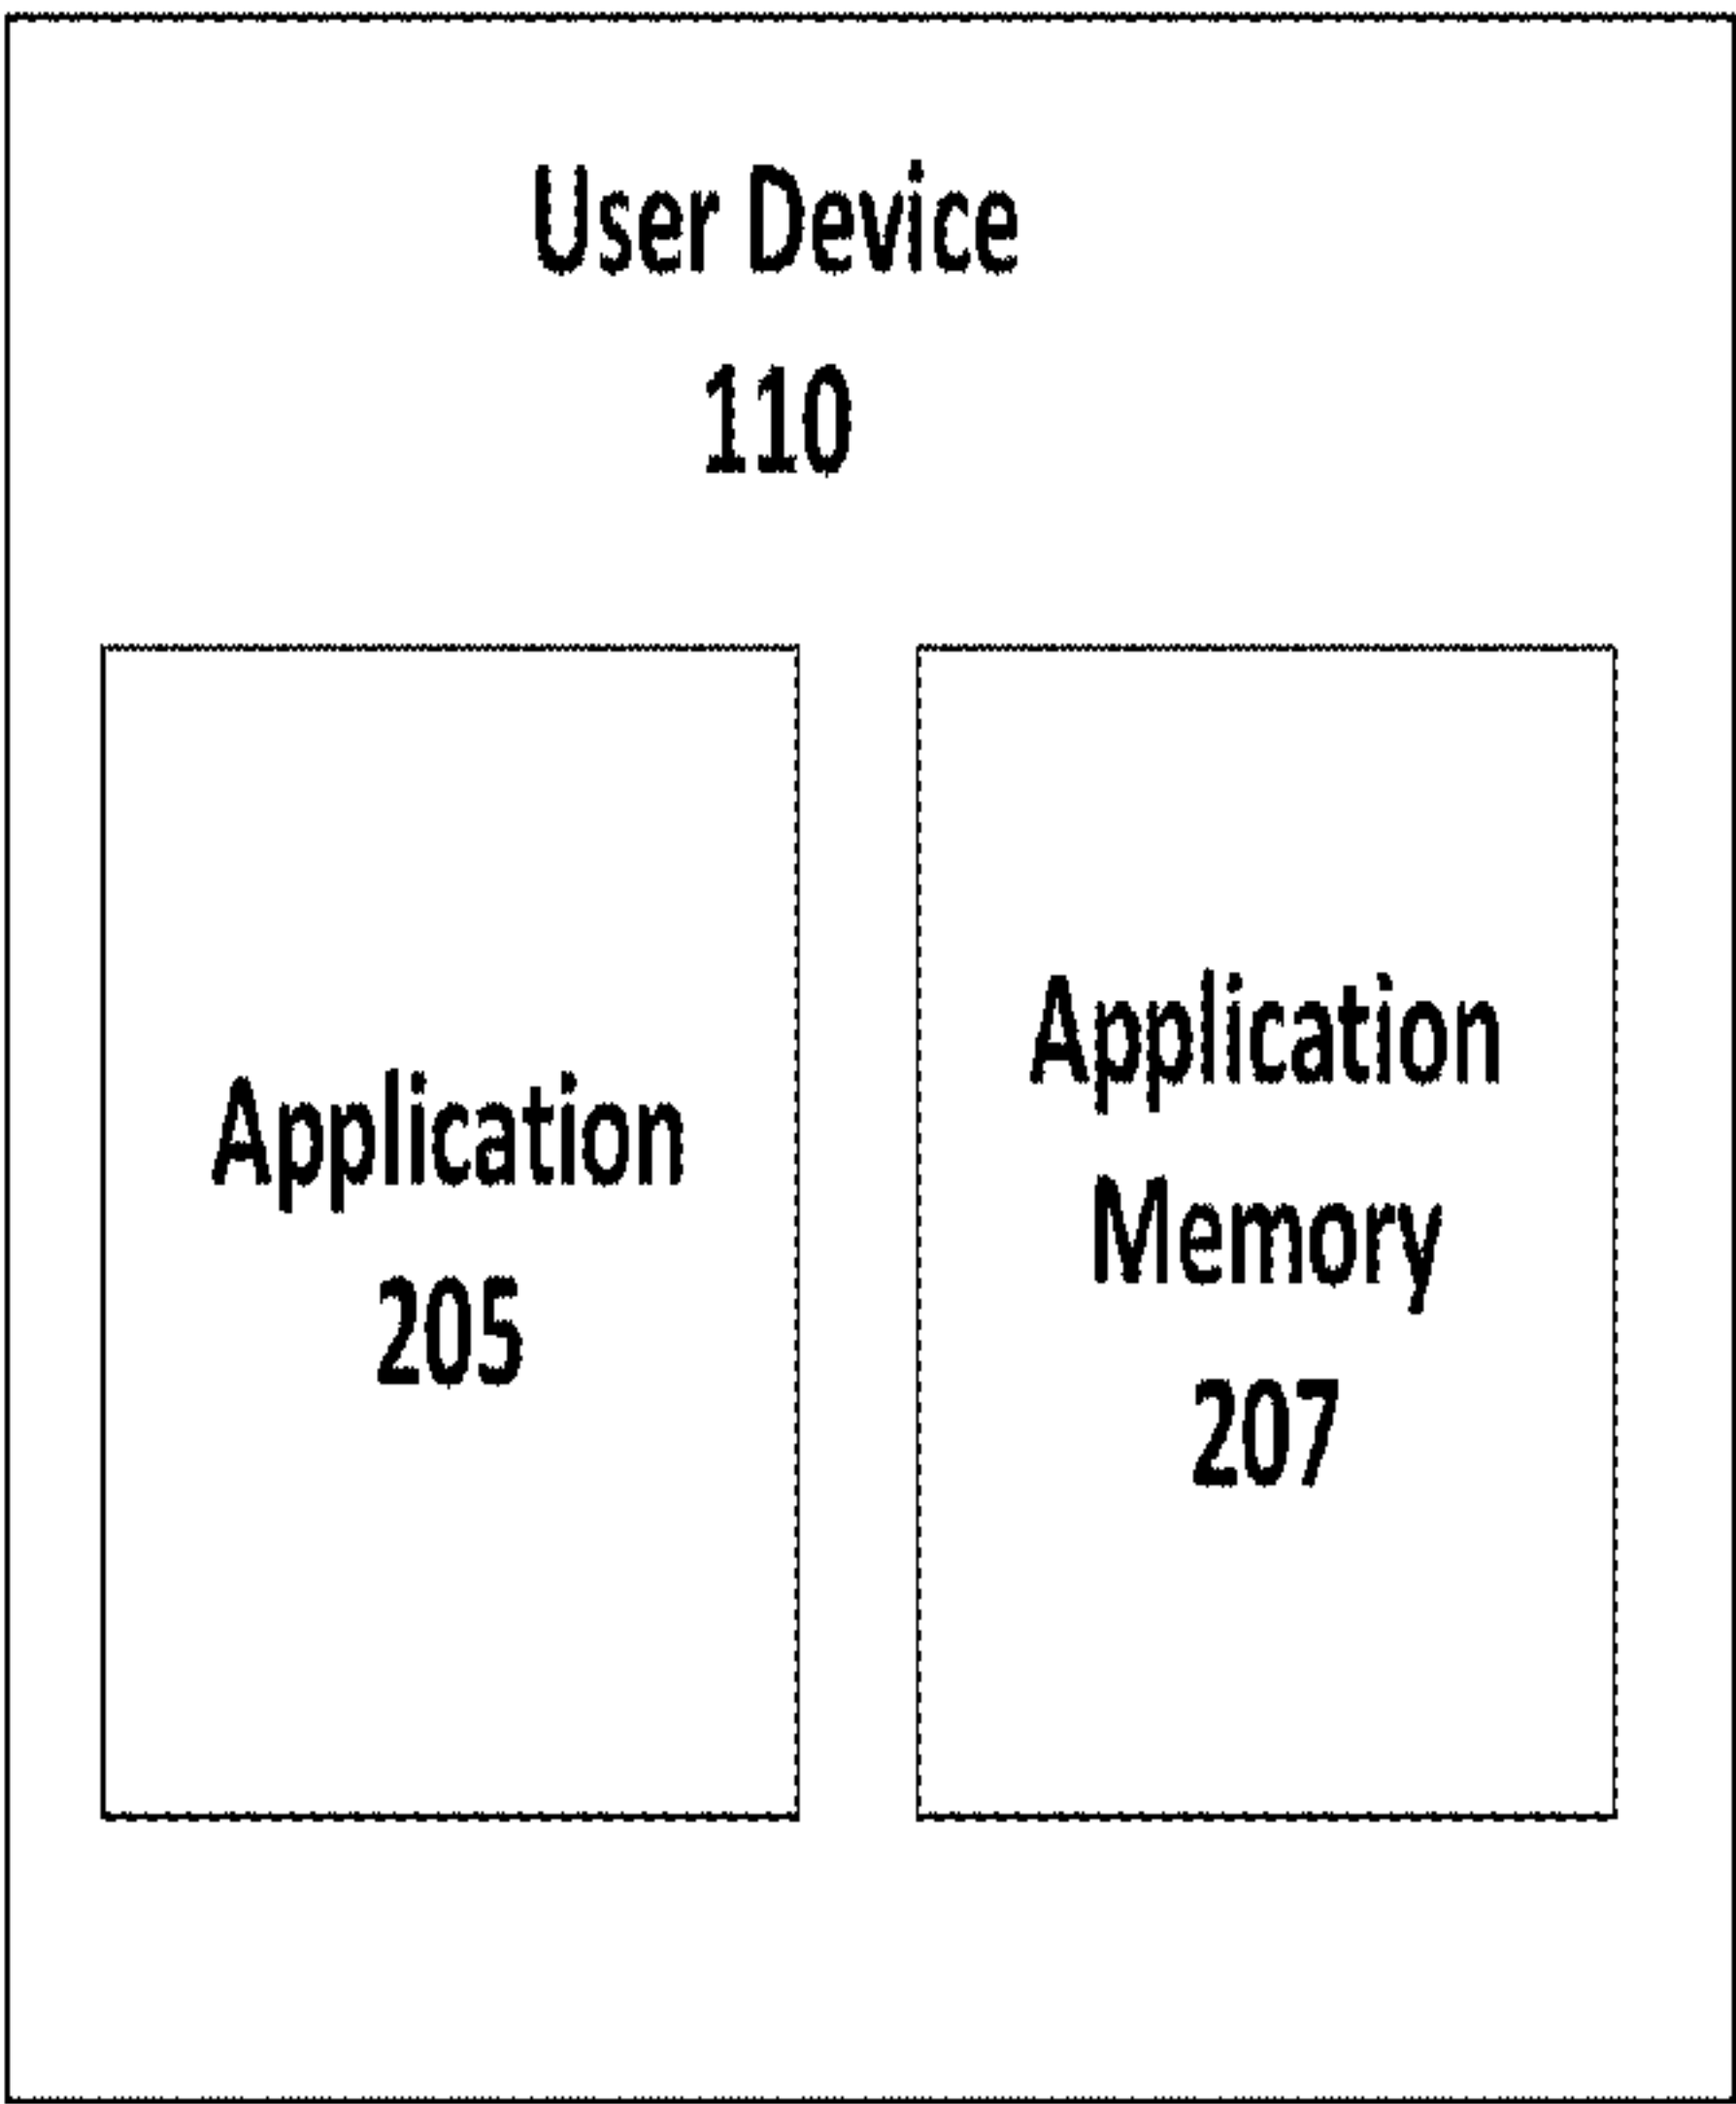 User Device
110
Application
205
Application
Memory
207